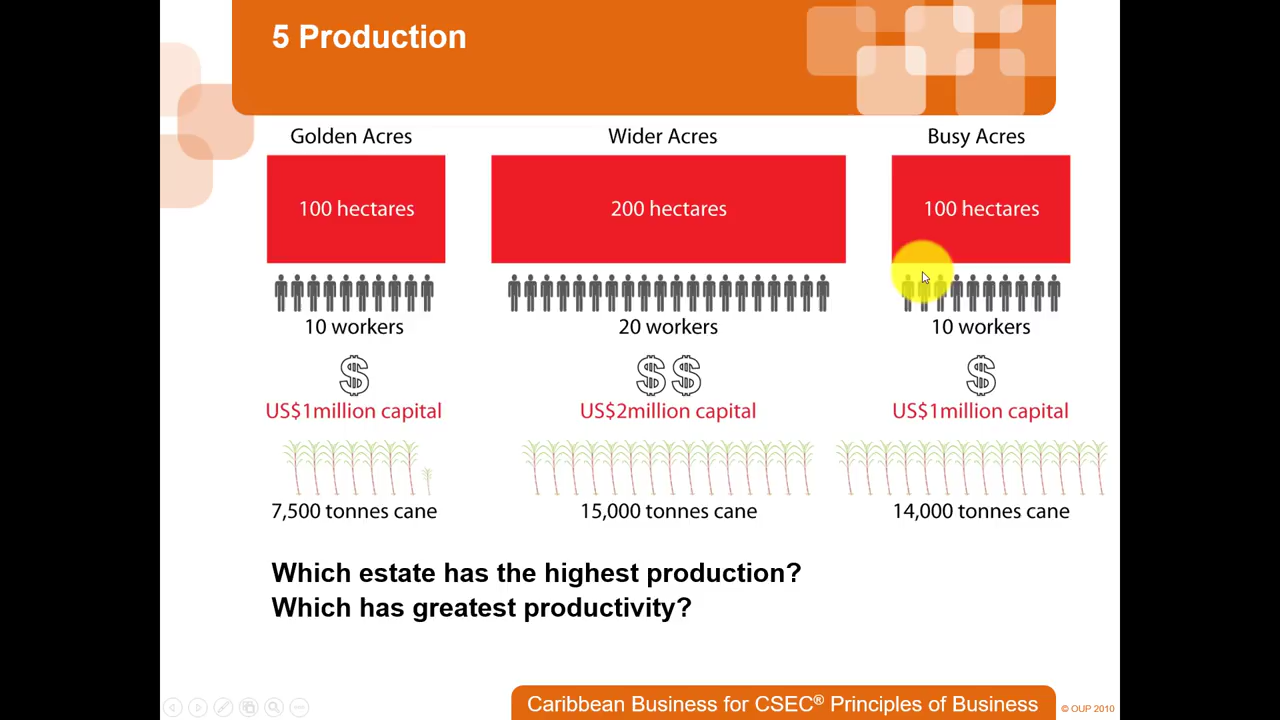 5 Production
Golden Acres
Wider Acres
Busy Acres
100 hectares
200 hectares
100 hectares
10 workers
20 workers
10 workers
$
$$
$
US$1million capital
US$2million capital
US$1million capital
7,500 tonnes cane
15,000 tonnes cane
14,000 tonnes cane
Which estate has the highest production?
Which has greatest productivity?
Caribbean Business for CSEC® Principles of Business
© OUP 2010